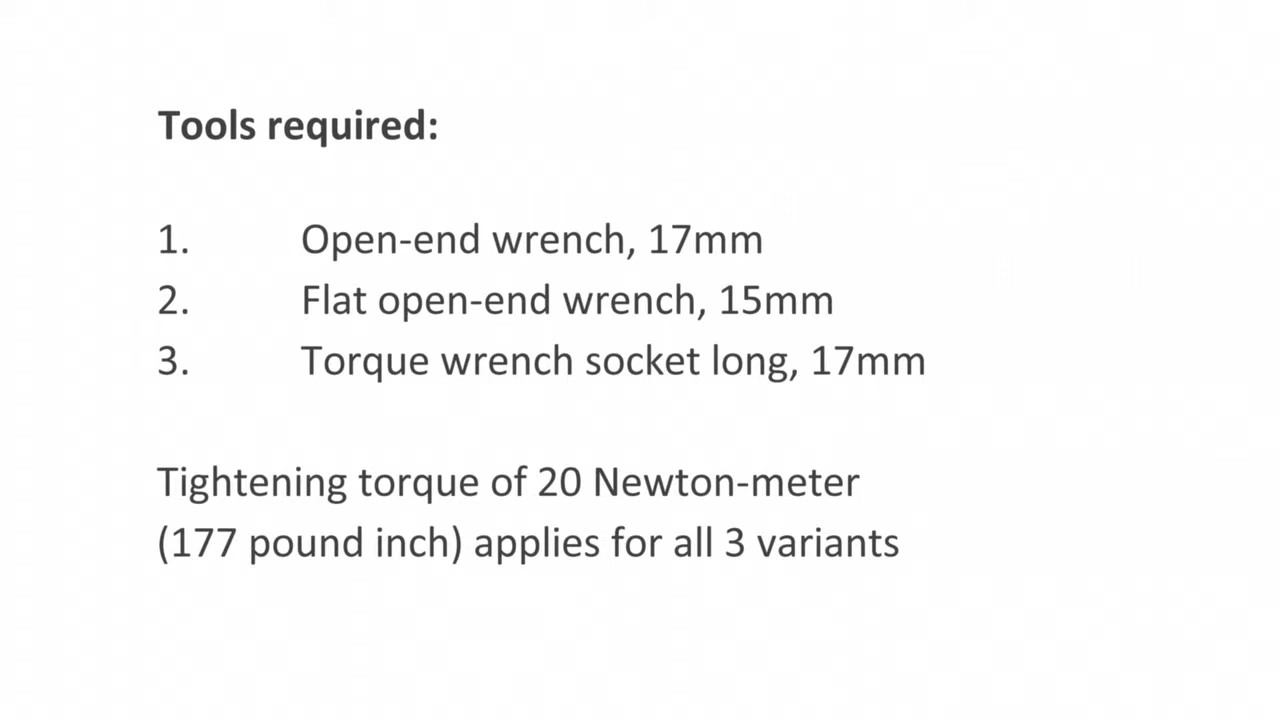 Tools required:
1. Open-end wrench, 17mm
2. Flat open-end wrench, 15mm
3. Torque wrench socket long, 17mm
Tightening torque of 20 Newton-meter
(177 pound inch) applies for all 3 variants